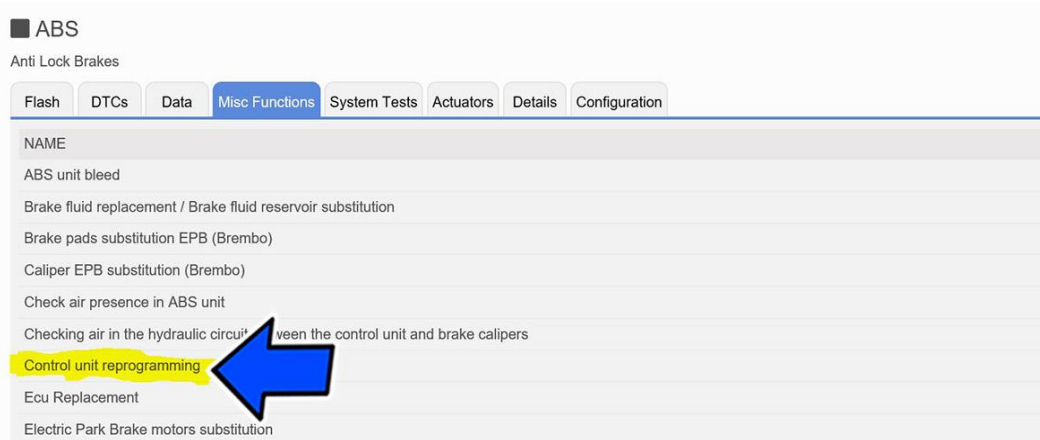 ABS
Anti Lock Brakes
Flash DTCs Data Misc Functions System Tests Actuators Details Configuration
NAME
ABS unit bleed
Brake fluid replacement / Brake fluid reservoir substitution
Brake pads substitution EPB (Brembo)
Caliper EPB substitution (Brembo)
Check air presence in ABS unit
Checking air in the hydraulic the control unit and brake calipers
Control unit reprogramming
Ecu Replacement
Electric Park Brake motors substitution